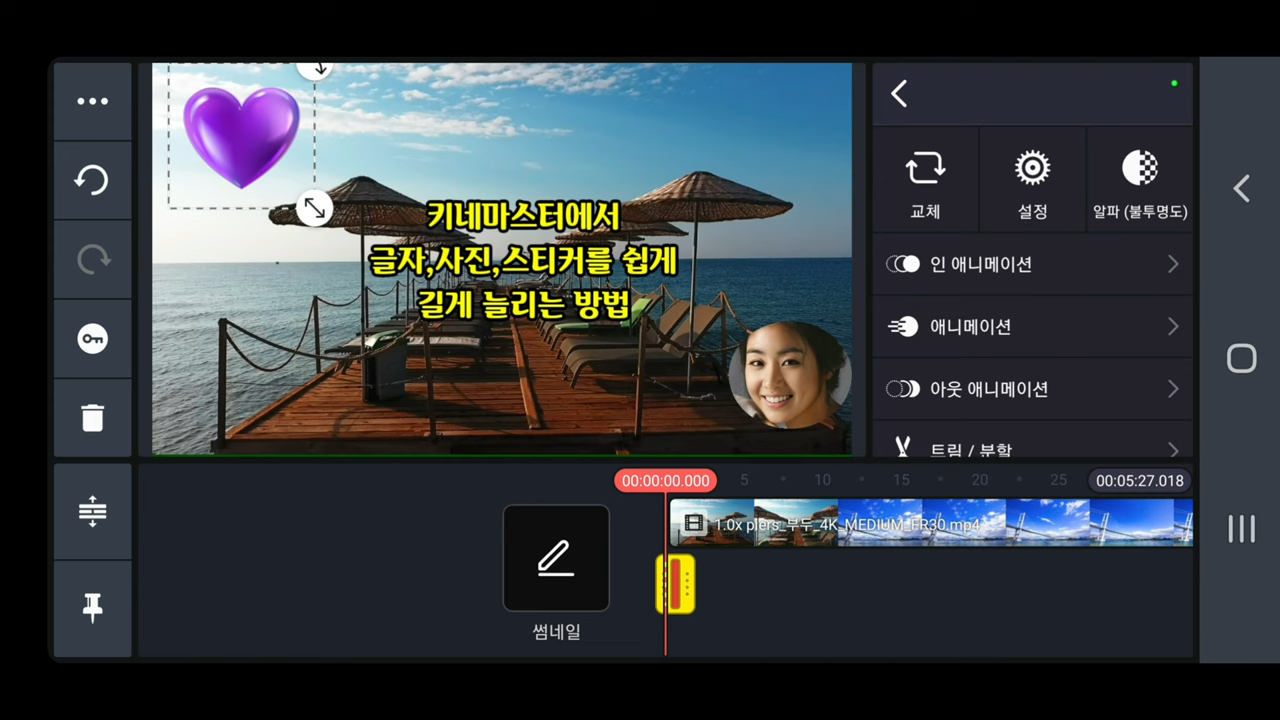 키네마스터에서
글자,사진,스티커를 쉽게
길게 늘리는 방법
교체
설정
알파 (불투명도)
인 애니메이션
애니메이션
아웃 애니메이션
트림 / 분할
00:00:00.000
5
10
15
20
25
00:05:27.018
1.0x piers_부두_4K_MEDIUM_FR30.mp4
썸네일